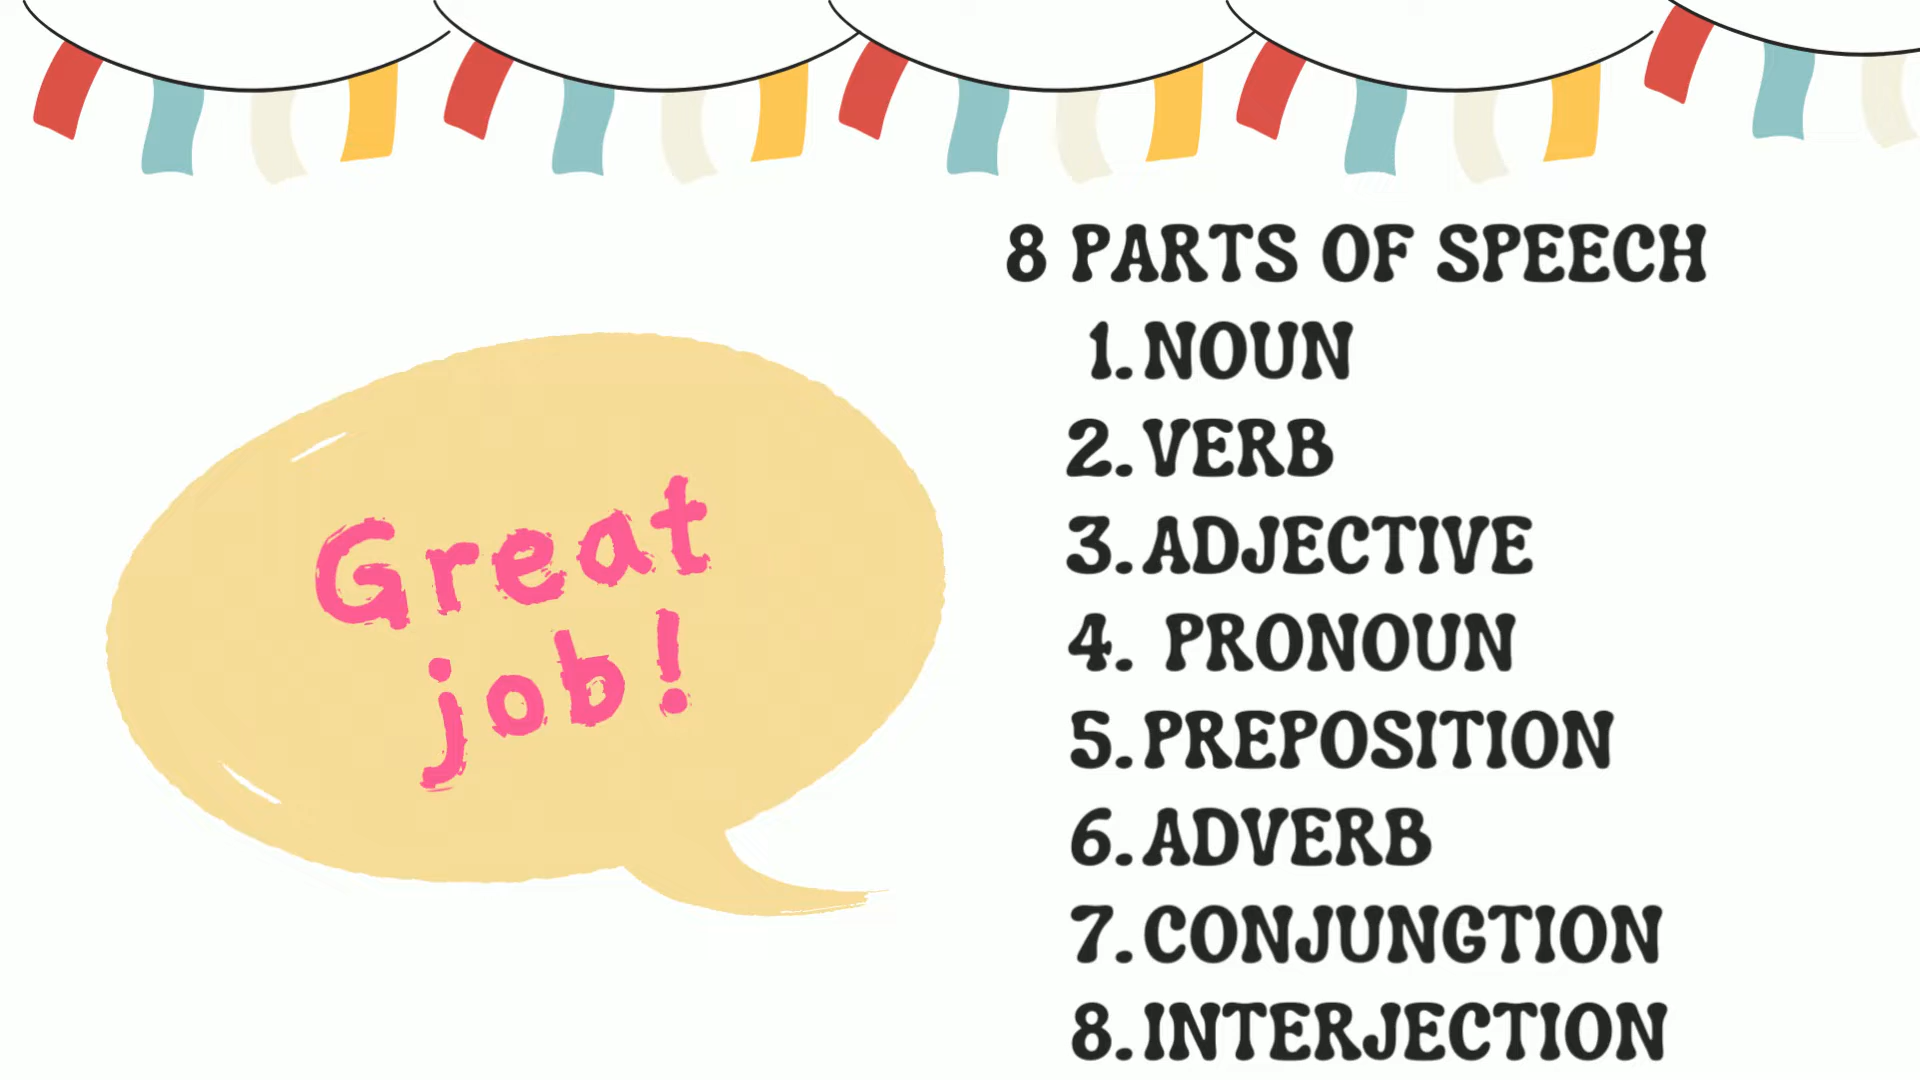 8 PARTS OF SPEECH
1. NOUN
2. VERB
3. ADJECTIVE
4. PRONOUN
5. PREPOSITION
6. ADVERB
7. CONJUNGTION
8. INTERJECTION
Great
job!